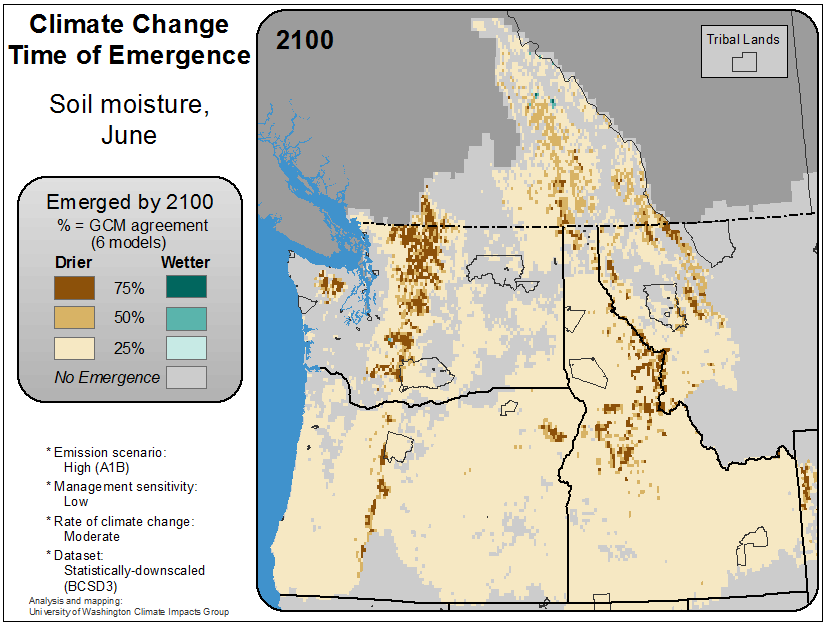 Climate Change
Time of Emergence
Soil moisture,
June
Emerged by 2100
% = GCM agreement
(6 models)
Drier Wetter
75%
50%
25%
No Emergence
* Emission scenario:
High (A1B)
* Management sensitivity:
Low
* Rate of climate change:
Moderate
* Dataset:
Statistically-downscaled
(BCSD3)
Analysis and mapping:
University of Washington Climate Impacts Group
2100
Tribal Lands